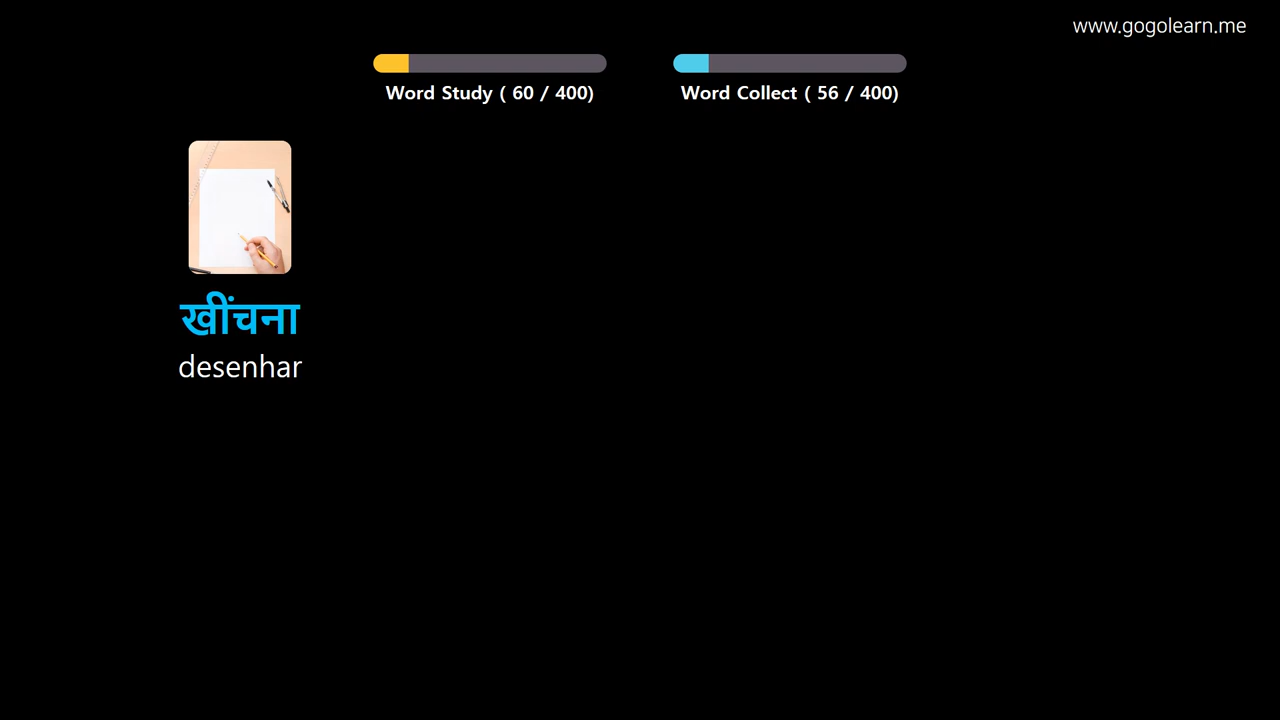 www.gogolearn.me
Word Study ( 60 / 400)
Word Collect ( 56 / 400)
खींचना
desenhar